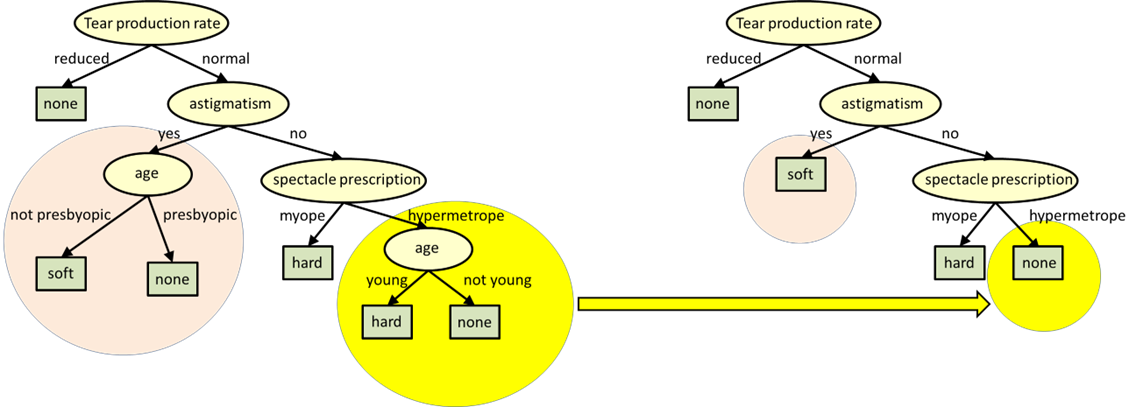 Tear production rate
reduced
normal
none
astigmatism
yes
no
age
spectacle prescription
not presbyopic
presbyopic
myope
hypermetrope
soft
none
hard
age
young
not young
hard
none
Tear production rate
reduced
normal
none
astigmatism
yes
no
soft
spectacle prescription
myope
hypermetrope
hard
none